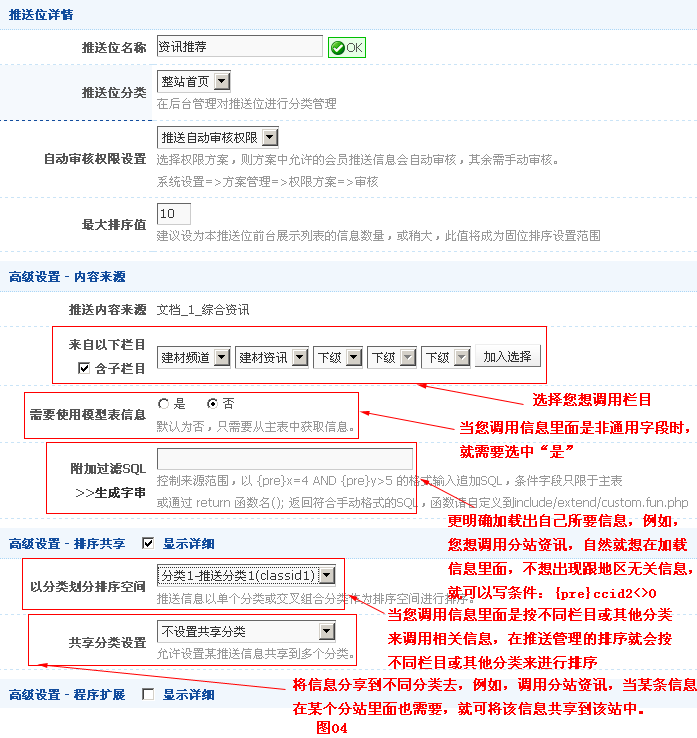 推送位详情
推送位名称 资讯推荐 OK
推送位分类 整站首页
在后台管理对推送位进行分类管理
自动审核权限设置 推送自动审核权限
选择权限方案，则方案中允许的会员推送信息会自动审核，其余需手动审核。
系统设置=>方案管理=>权限方案=>审核
最大排序值 10
建议设为本推送位前台展示列表的信息数量，或稍大，此值将成为固位排序设置范围
高级设置 - 内容来源
推送内容来源 文档_1_综合资讯
来自以下栏目
含子栏目 建材频道 建材资讯 下级 下级 下级 加入选择
选择您想调用栏目
需要使用模型表信息 是 否
默认为否，只需要从主表中获取信息。
当您调用信息里面是非通用字段时，
就需要选中“是”
附加过滤SQL
>>生成字串
控制来源范围，以 {pre}x=4 AND {pre}y>5 的格式输入追加SQL，条件字段只限于主表
或通过 return 函数名(); 返回符合手动格式的SQL，函数请自定义到include/extend/custom.fun.php
更明确加载出自己所要信息，例如，
您想调用分站资讯，自然就想在加载
信息里面，不想出现跟地区无关信息，
就可以写条件：{pre}ccid2<>0
高级设置 - 排序共享 显示详细
以分类划分排序空间 分类1-推送分类1(classid1)
推送信息以单个分类或交叉组合分类作为排序空间进行排序。
当您调用信息里面是按不同栏目或其他分类
来调用相关信息，在推送管理的排序就会按
不同栏目或其他分类来进行排序
共享分类设置 不设置共享分类
允许设置某推送信息共享到多个分类。
高级设置 - 程序扩展 显示详细
将信息分享到不同分类去，例如，调用分站资讯，当某条信息
在某个分站里面也需要，就可将该信息共享到该站中。
图04